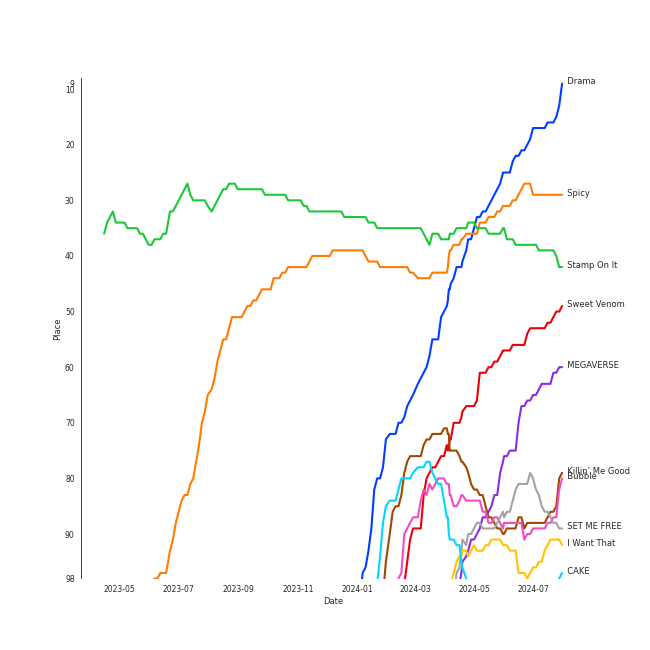 9
10
20
30
40
50
60
70
80
90
98
Place
Drama
Spicy
Stamp On It
Sweet Venom
MEGAVERSE
Killin' Me Good
Bubble
SET ME FREE
I Want That
CAKE
2023-05
2023-07
2023-09
2023-11
2024-01
2024-03
2024-05
2024-07
Date